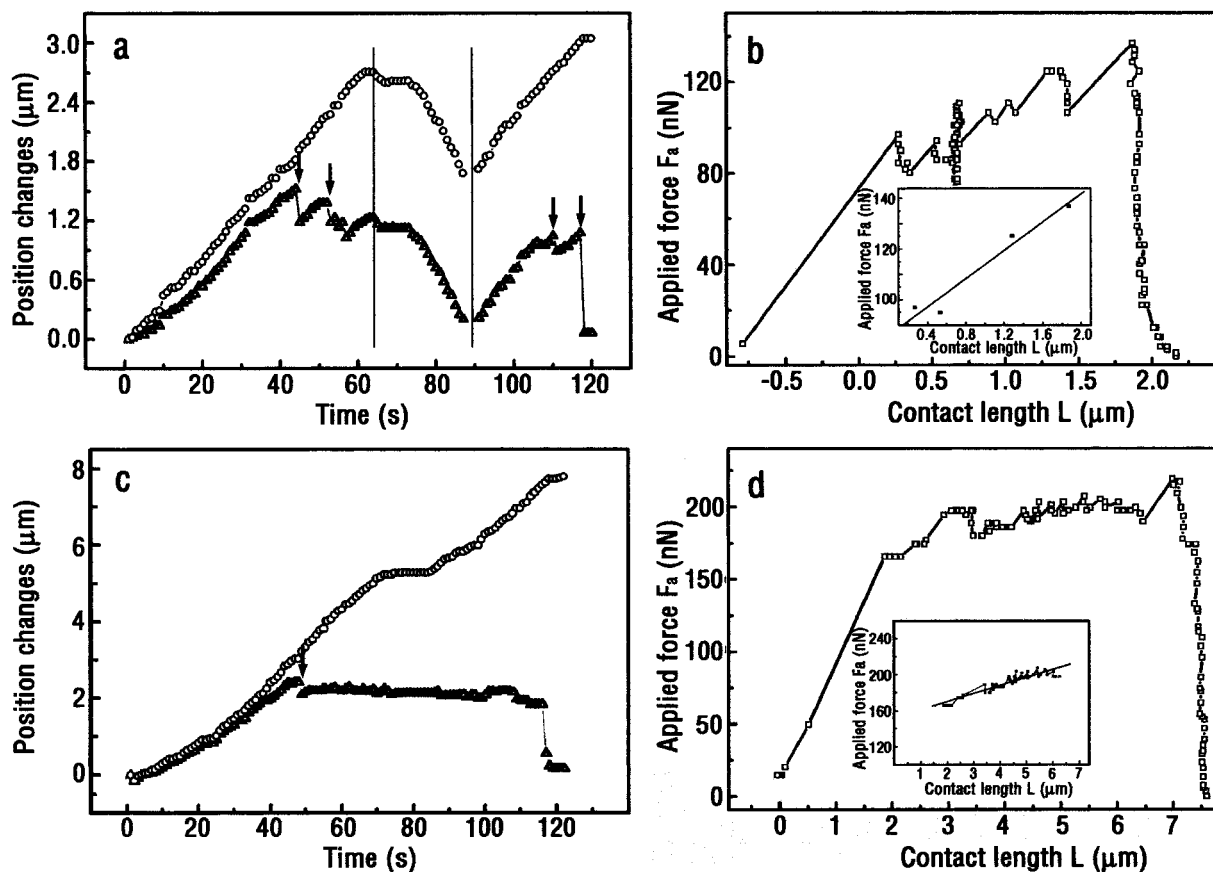 a
3.0
2.4
1.8
1.2
0.6
0.0
Position changes (μm)
0 20 40 60 80 100 120
Time (s)
b
120
80
40
0
Applied force Fa (nN)
-0.5 0.0 0.5 1.0 1.5 2.0
Contact length L (μm)
140
120
100
Applied force Fa (nN)
0.4 0.8 1.2 1.6 2.0
Contact length L (μm)
c
8
6
4
2
0
Position changes (μm)
0 20 40 60 80 100 120
Time (s)
d
200
150
100
50
0
Applied force Fa (nN)
0 1 2 3 4 5 6 7
Contact length L (μm)
240
200
160
120
Applied force Fa (nN)
1 2 3 4 5 6 7
Contact length L (μm)